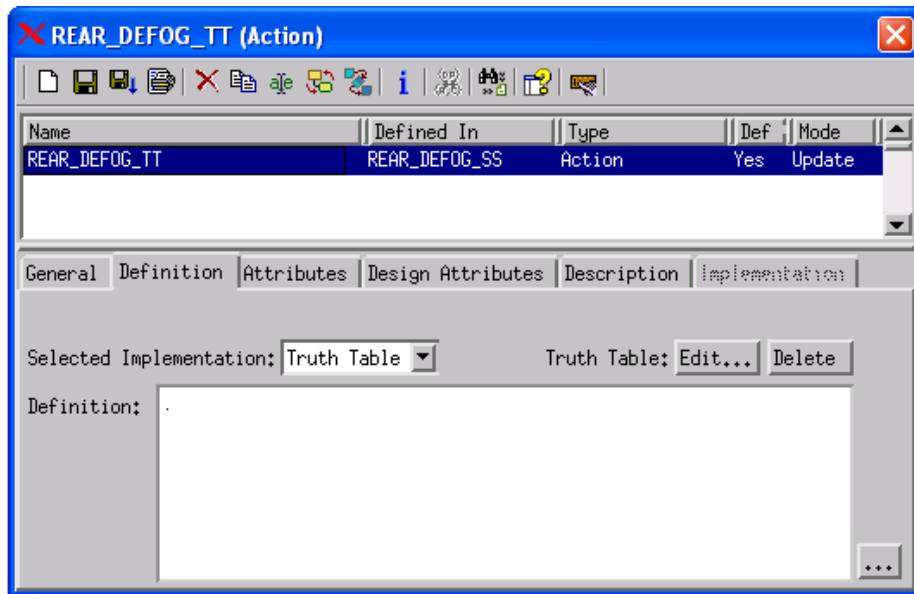 REAR_DEFOG_TT (Action)
Name Defined In Type Def Mode
REAR_DEFOG_TT REAR_DEFOG_SS Action Yes Update
General Definition Attributes Design Attributes Description Implementation
Selected Implementation: Truth Table Truth Table: Edit... Delete
Definition: .
...